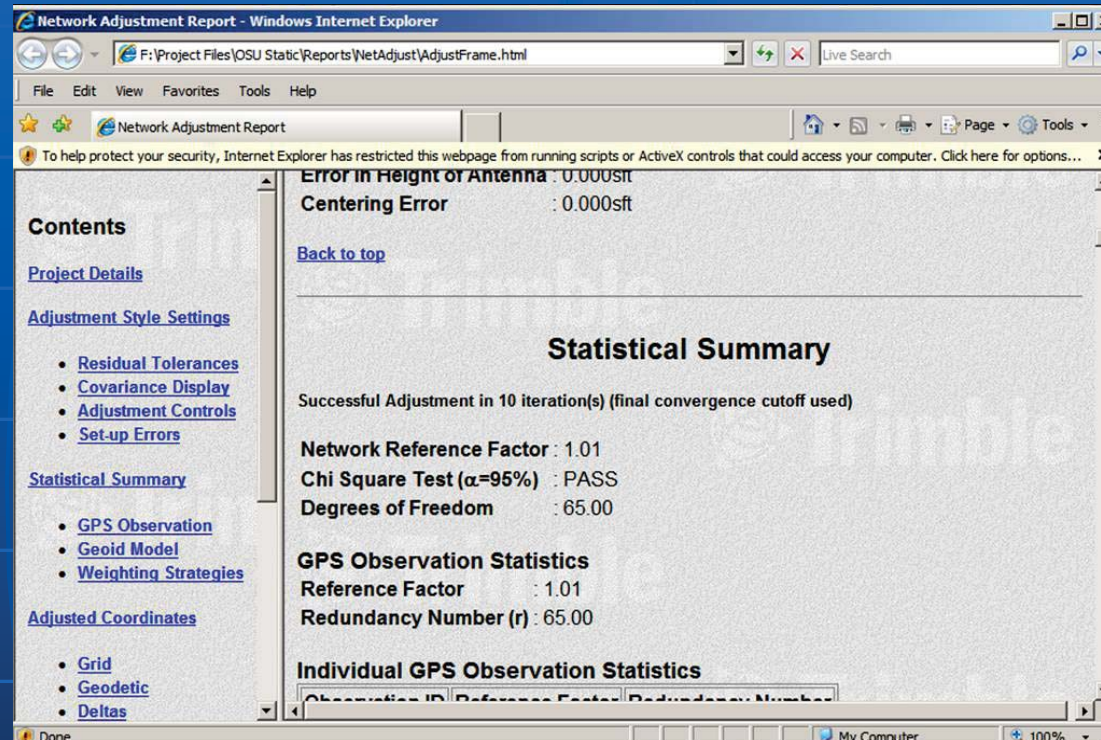 Network Adjustment Report - Windows Internet Explorer
F:\Project Files\OSU Static\Reports\NetAdjust\AdjustFrame.html
Live Search
File Edit View Favorites Tools Help
Network Adjustment Report
Page Tools
To help protect your security, Internet Explorer has restricted this webpage from running scripts or ActiveX controls that could access your computer. Click here for options...
Contents
Project Details
Adjustment Style Settings
• Residual Tolerances
• Covariance Display
• Adjustment Controls
• Set-up Errors
Statistical Summary
• GPS Observation
• Geoid Model
• Weighting Strategies
Adjusted Coordinates
• Grid
• Geodetic
• Deltas
Error in Height of Antenna : 0.000sft
Centering Error : 0.000sft
Back to top
Statistical Summary
Successful Adjustment in 10 iteration(s) (final convergence cutoff used)
Network Reference Factor : 1.01
Chi Square Test (α=95%) : PASS
Degrees of Freedom : 65.00
GPS Observation Statistics
Reference Factor : 1.01
Redundancy Number (r) : 65.00
Individual GPS Observation Statistics
Observation ID Reference Factor Redundancy Number
Trimble
Done
My Computer
100%